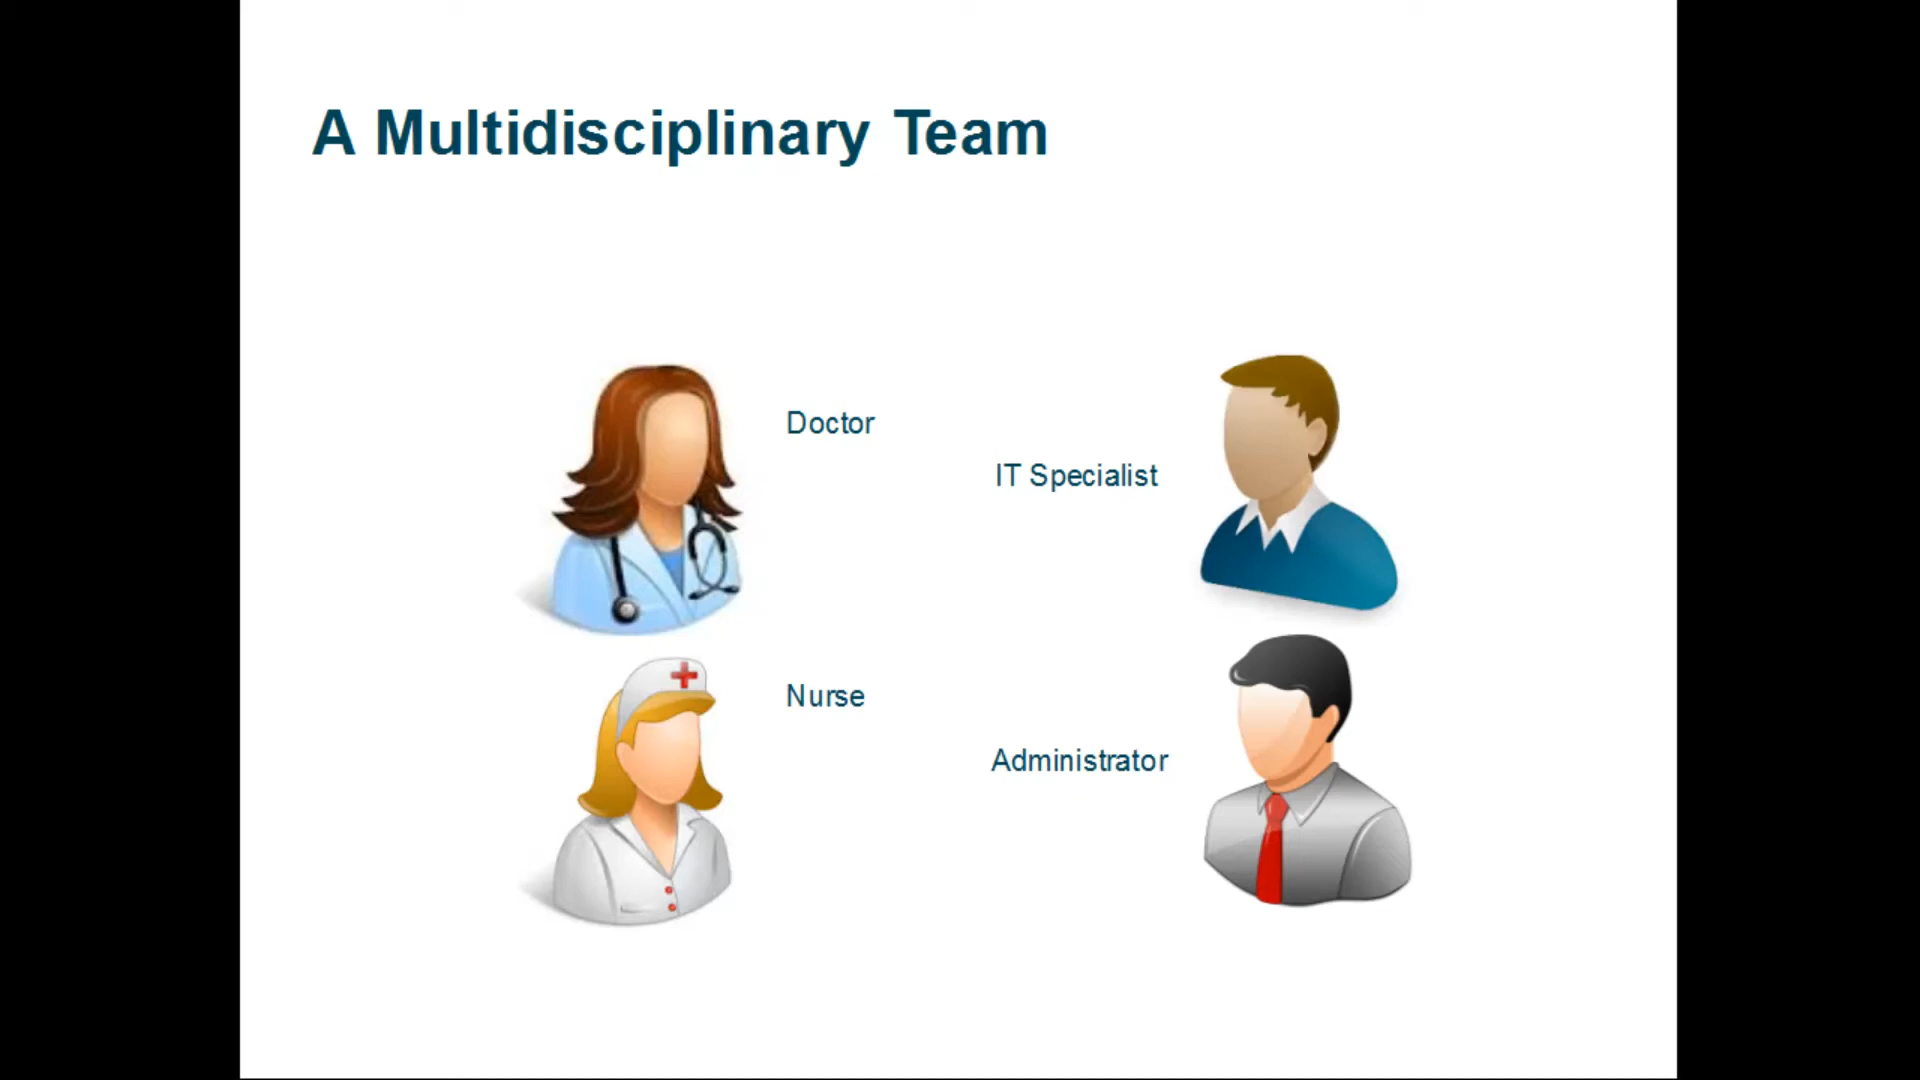 A Multidisciplinary Team
Doctor
IT Specialist
Nurse
Administrator